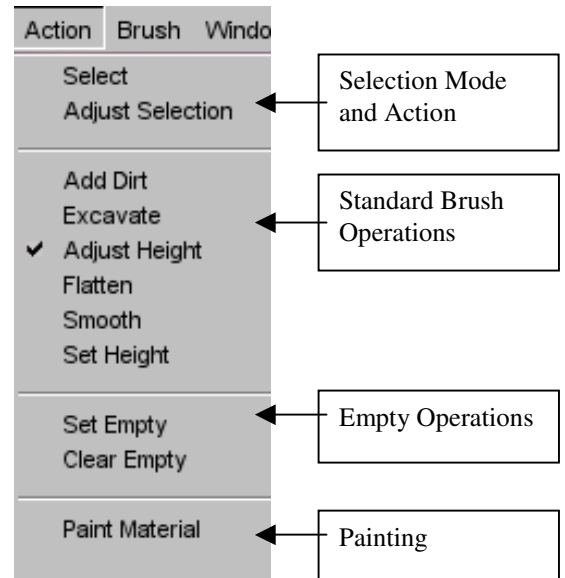 Action Brush Windo
Select
Adjust Selection
Selection Mode
and Action
Add Dirt
Excavate
✔ Adjust Height
Flatten
Smooth
Set Height
Standard Brush
Operations
Set Empty
Clear Empty
Empty Operations
Paint Material
Painting